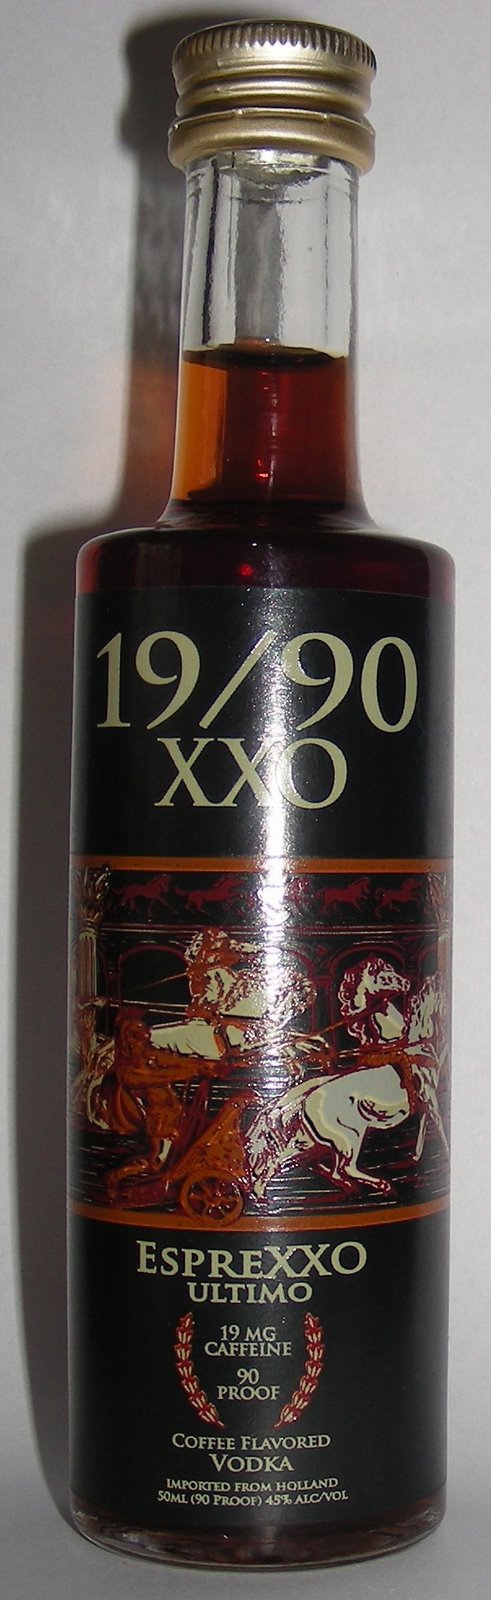 19/90
XXO
EspreXXO
ULTIMO
19 MG
CAFFEINE
90
PROOF
COFFEE FLAVORED
VODKA
IMPORTED FROM HOLLAND
50ML (90 PROOF) 45% ALC/VOL